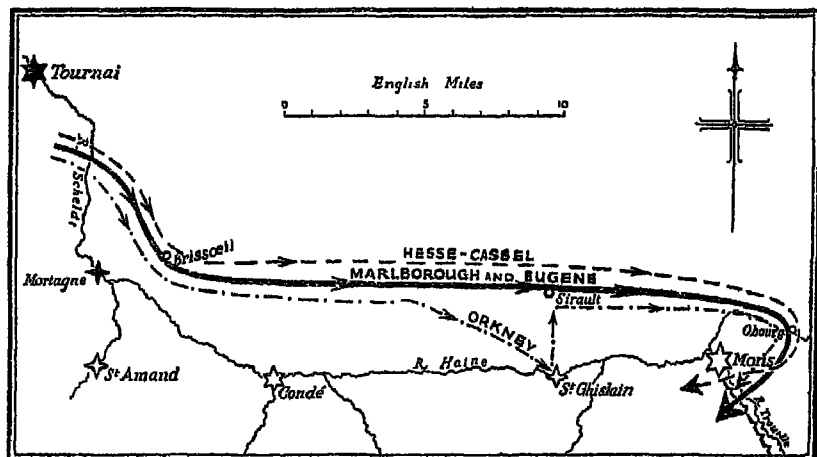 Tournai
English Miles
0 5 10
R. Scheldt
Brissoeil
HESSE-CASSEL
MARLBOROUGH AND EUGENE
Mortagne
Sirault
ORKNEY
Obourg
Mons
R. Haine
St Amand
Condé
St Ghislain
R. Trouille